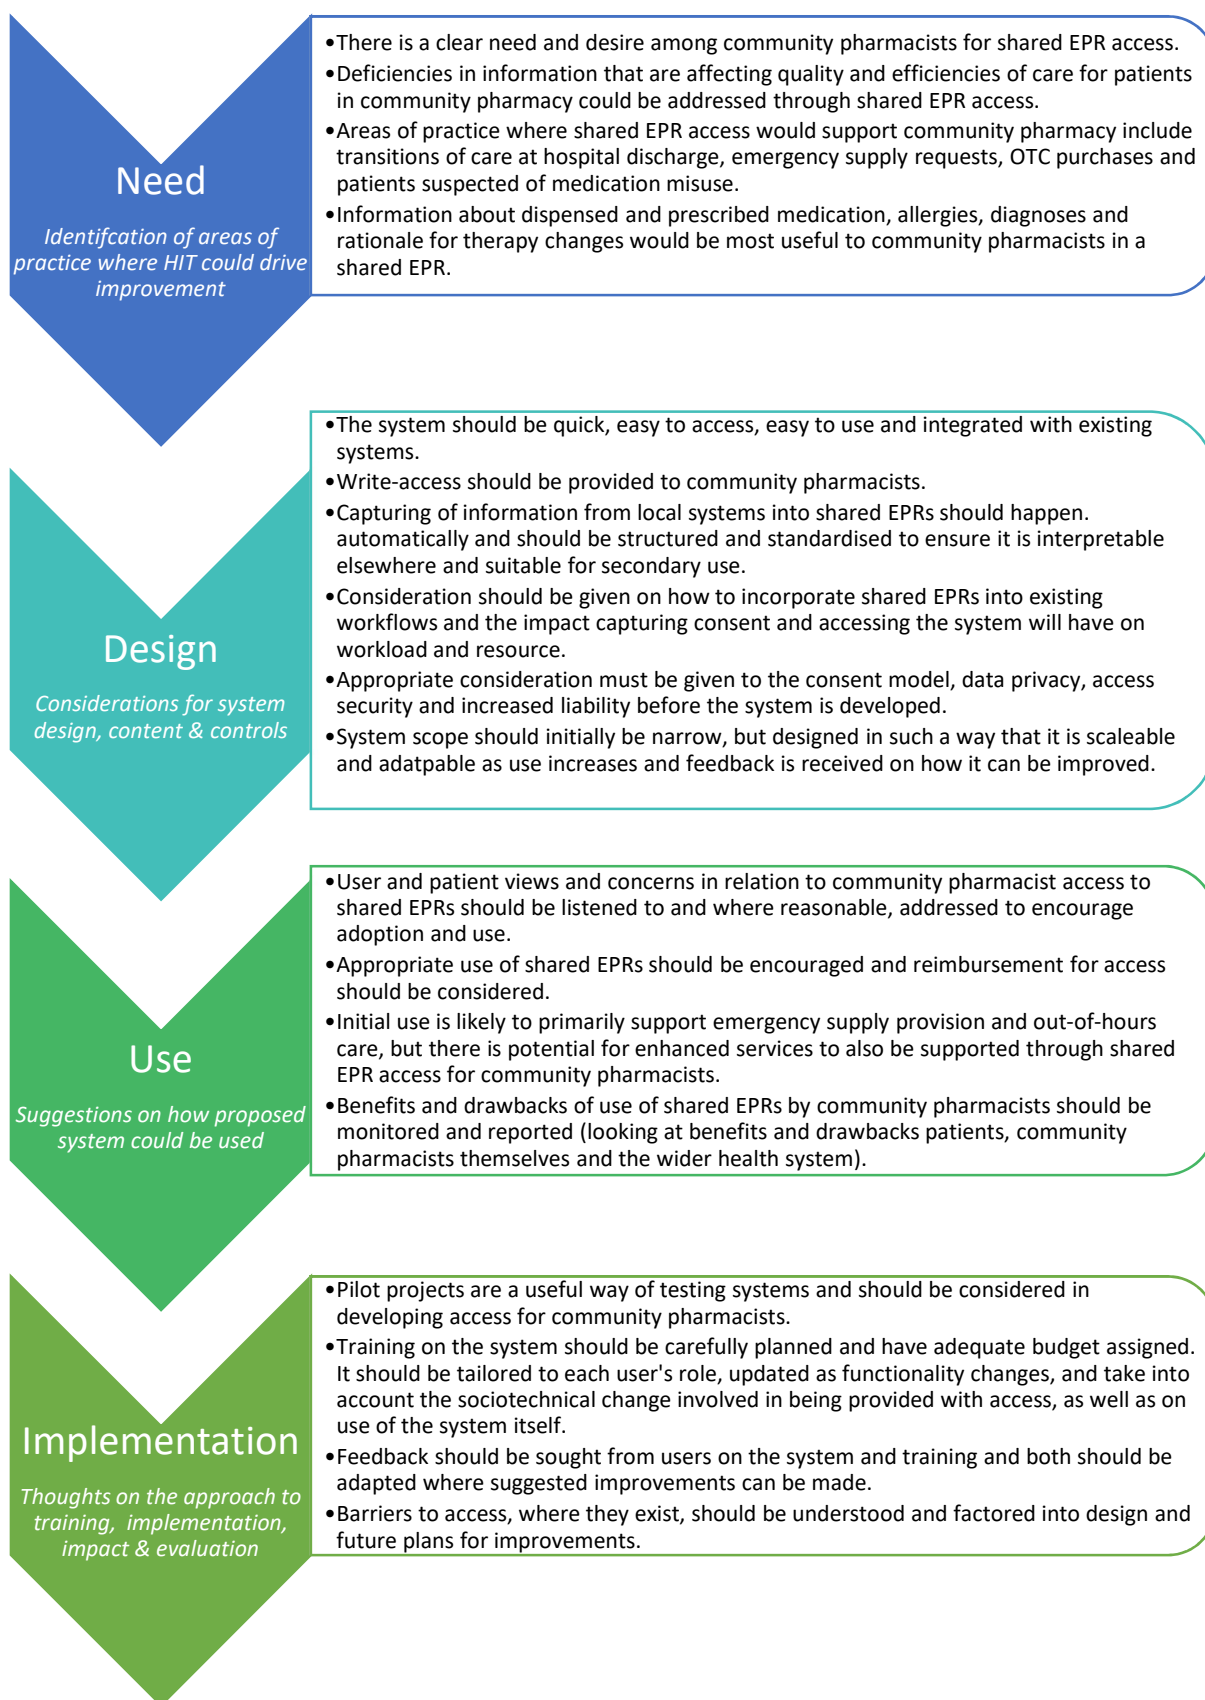 Need
Identifcation of areas of
practice where HIT could drive
improvement
•There is a clear need and desire among community pharmacists for shared EPR access.
•Deficiencies in information that are affecting quality and efficiencies of care for patients
in community pharmacy could be addressed through shared EPR access.
•Areas of practice where shared EPR access would support community pharmacy include
transitions of care at hospital discharge, emergency supply requests, OTC purchases and
patients suspected of medication misuse.
•Information about dispensed and prescribed medication, allergies, diagnoses and
rationale for therapy changes would be most useful to community pharmacists in a
shared EPR.
Design
Considerations for system
design, content & controls
•The system should be quick, easy to access, easy to use and integrated with existing
systems.
•Write-access should be provided to community pharmacists.
•Capturing of information from local systems into shared EPRs should happen.
automatically and should be structured and standardised to ensure it is interpretable
elsewhere and suitable for secondary use.
•Consideration should be given on how to incorporate shared EPRs into existing
workflows and the impact capturing consent and accessing the system will have on
workload and resource.
•Appropriate consideration must be given to the consent model, data privacy, access
security and increased liability before the system is developed.
•System scope should initially be narrow, but designed in such a way that it is scaleable
and adatpable as use increases and feedback is received on how it can be improved.
Use
Suggestions on how proposed
system could be used
•User and patient views and concerns in relation to community pharmacist access to
shared EPRs should be listened to and where reasonable, addressed to encourage
adoption and use.
•Appropriate use of shared EPRs should be encouraged and reimbursement for access
should be considered.
•Initial use is likely to primarily support emergency supply provision and out-of-hours
care, but there is potential for enhanced services to also be supported through shared
EPR access for community pharmacists.
•Benefits and drawbacks of use of shared EPRs by community pharmacists should be
monitored and reported (looking at benefits and drawbacks patients, community
pharmacists themselves and the wider health system).
Implementation
Thoughts on the approach to
training, implementation,
impact & evaluation
•Pilot projects are a useful way of testing systems and should be considered in
developing access for community pharmacists.
•Training on the system should be carefully planned and have adequate budget assigned.
It should be tailored to each user's role, updated as functionality changes, and take into
account the sociotechnical change involved in being provided with access, as well as on
use of the system itself.
•Feedback should be sought from users on the system and training and both should be
adapted where suggested improvements can be made.
•Barriers to access, where they exist, should be understood and factored into design and
future plans for improvements.